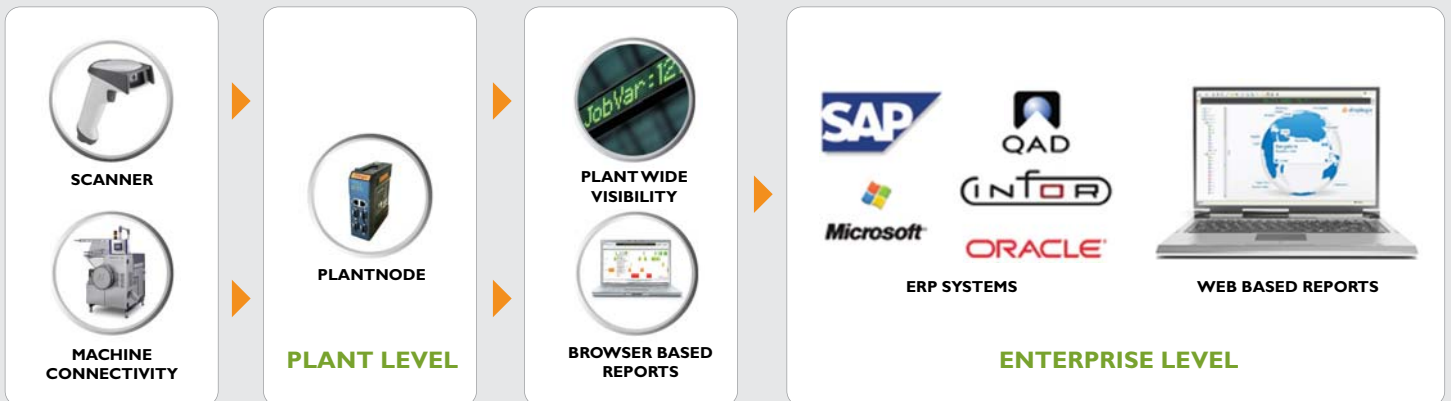 SCANNER
MACHINE
CONNECTIVITY
PLANTNODE
PLANT LEVEL
JobVar:12
PLANT WIDE
VISIBILITY
BROWSER BASED
REPORTS
SAP
QAD
infor
Microsoft
ORACLE
ERP SYSTEMS
WEB BASED REPORTS
ENTERPRISE LEVEL